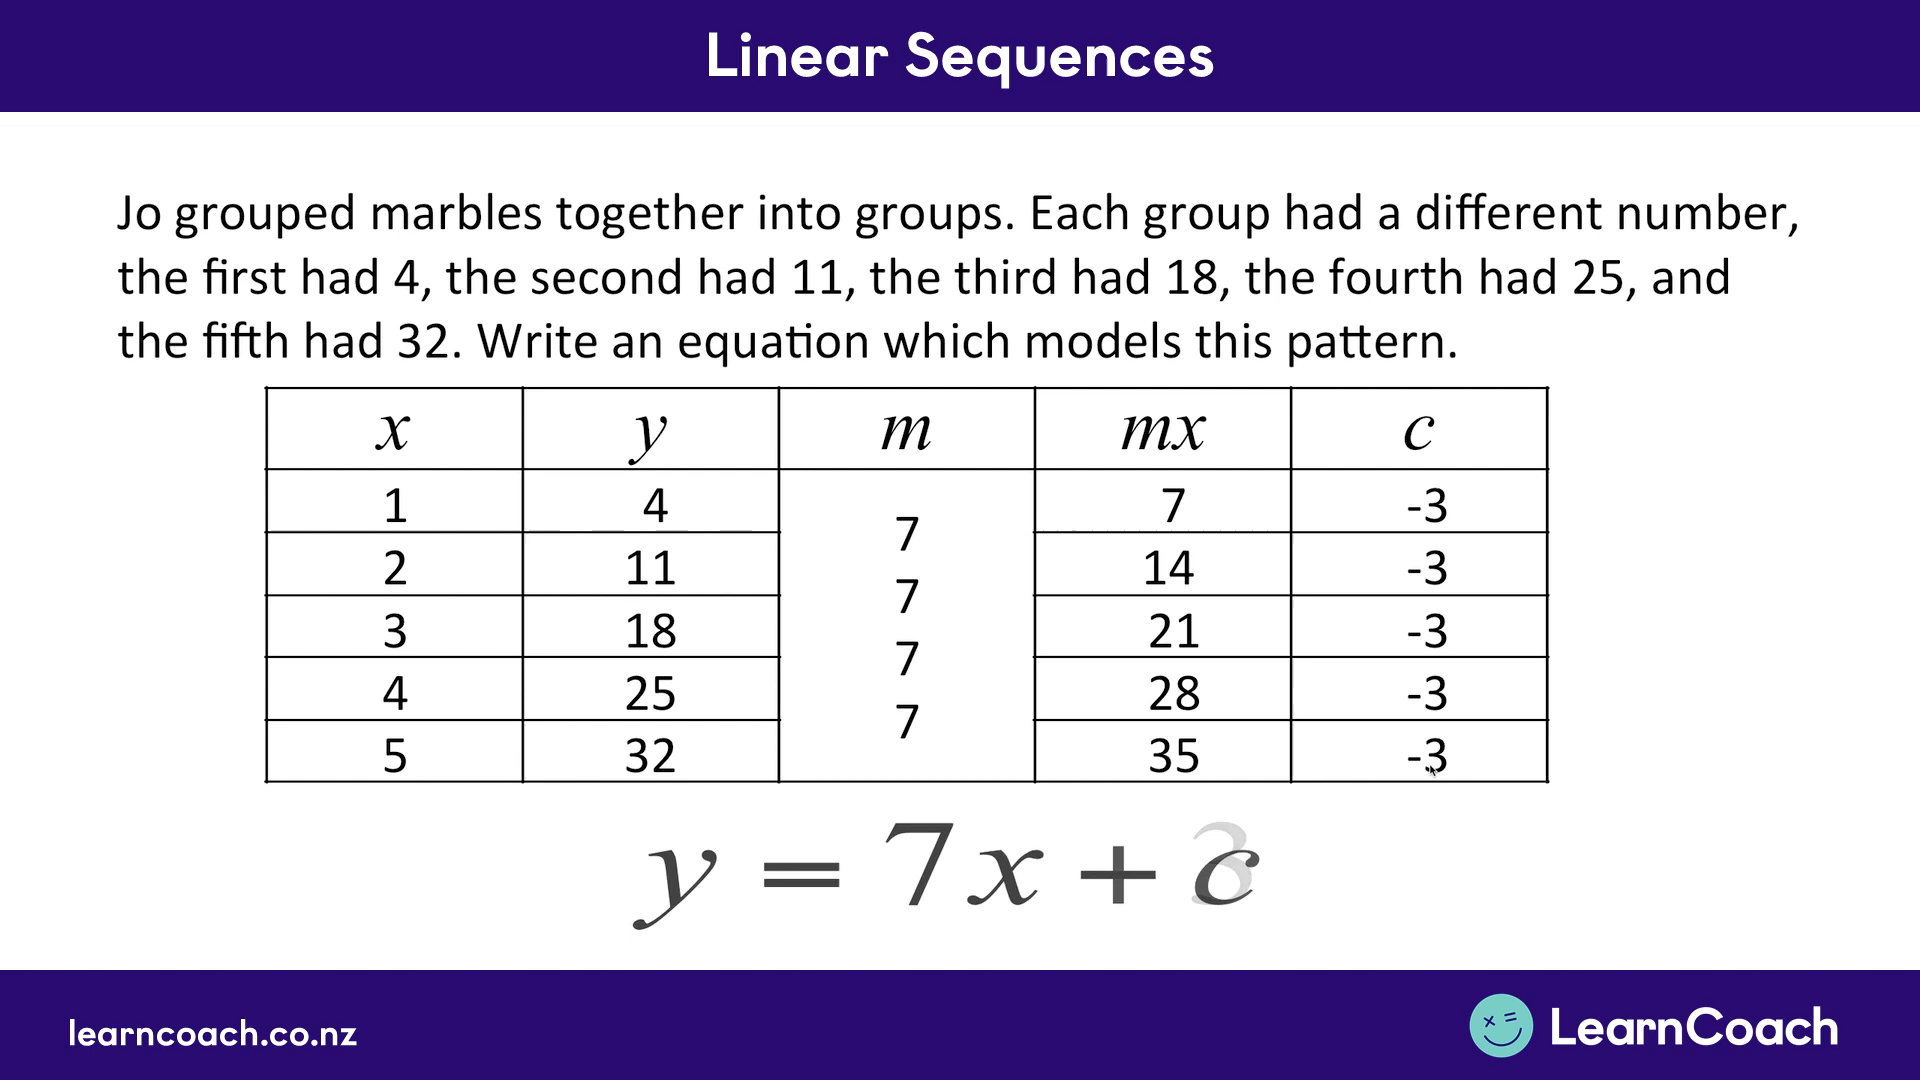 Linear Sequences
Jo grouped marbles together into groups. Each group had a different number,
the first had 4, the second had 11, the third had 18, the fourth had 25, and
the fifth had 32. Write an equation which models this pattern.
x y m mx c
1 4 7 -3
7
2 11 14 -3
7
3 18 21 -3
7
4 25 28 -3
7
5 32 35 -3
y = 7x +
learncoach.co.nz
LearnCoach